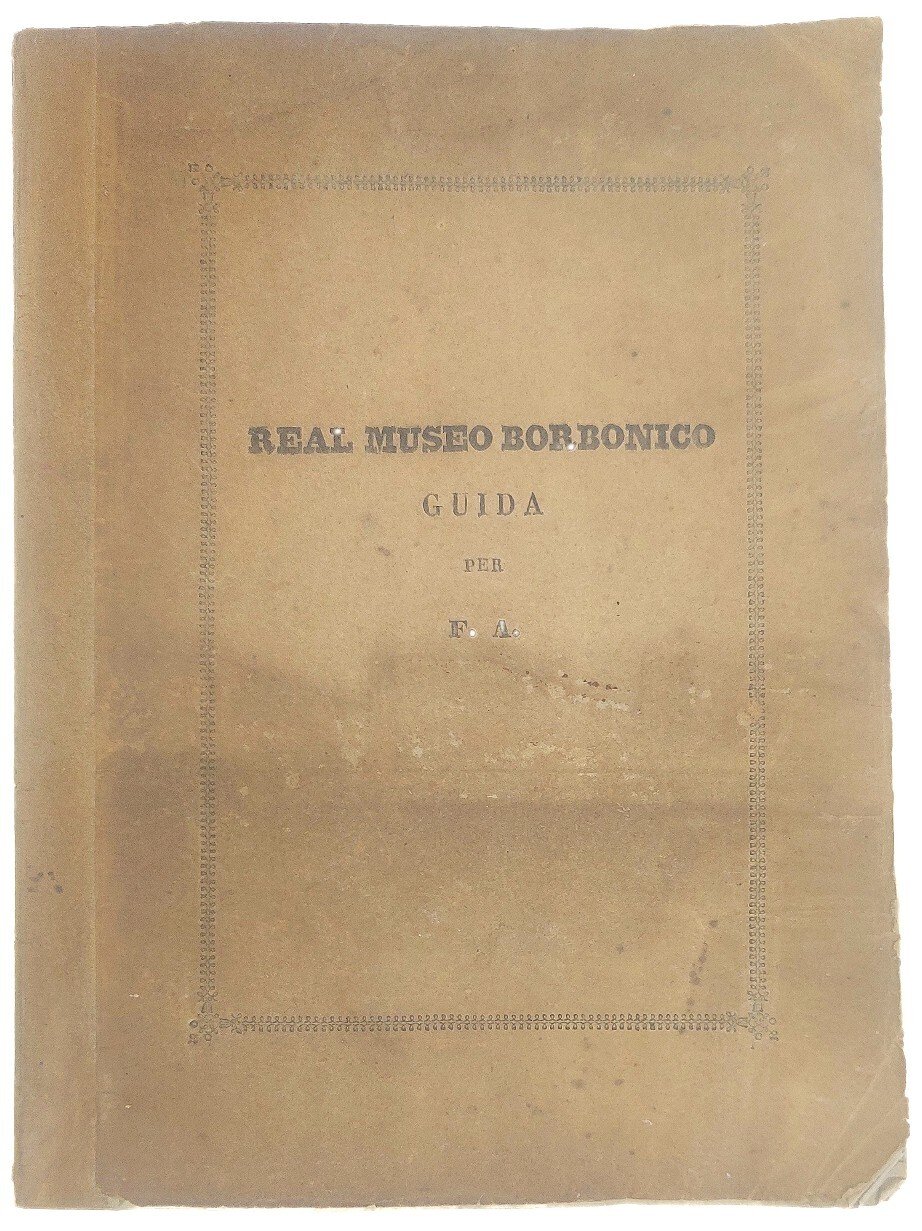 REAL MUSEO BORBONICO
GUIDA
PER
F. A.